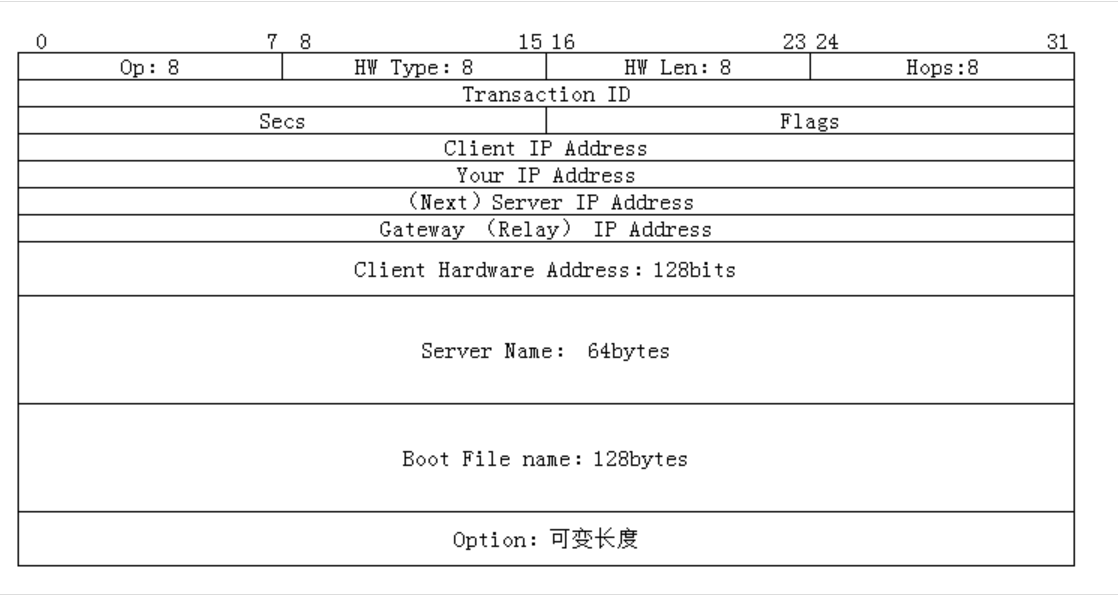 0 7 8 15 16 23 24 31
Op: 8 HW Type: 8 HW Len: 8 Hops:8
Transaction ID
Secs Flags
Client IP Address
Your IP Address
（Next）Server IP Address
Gateway （Relay） IP Address
Client Hardware Address：128bits
Server Name： 64bytes
Boot File name：128bytes
Option：可变长度